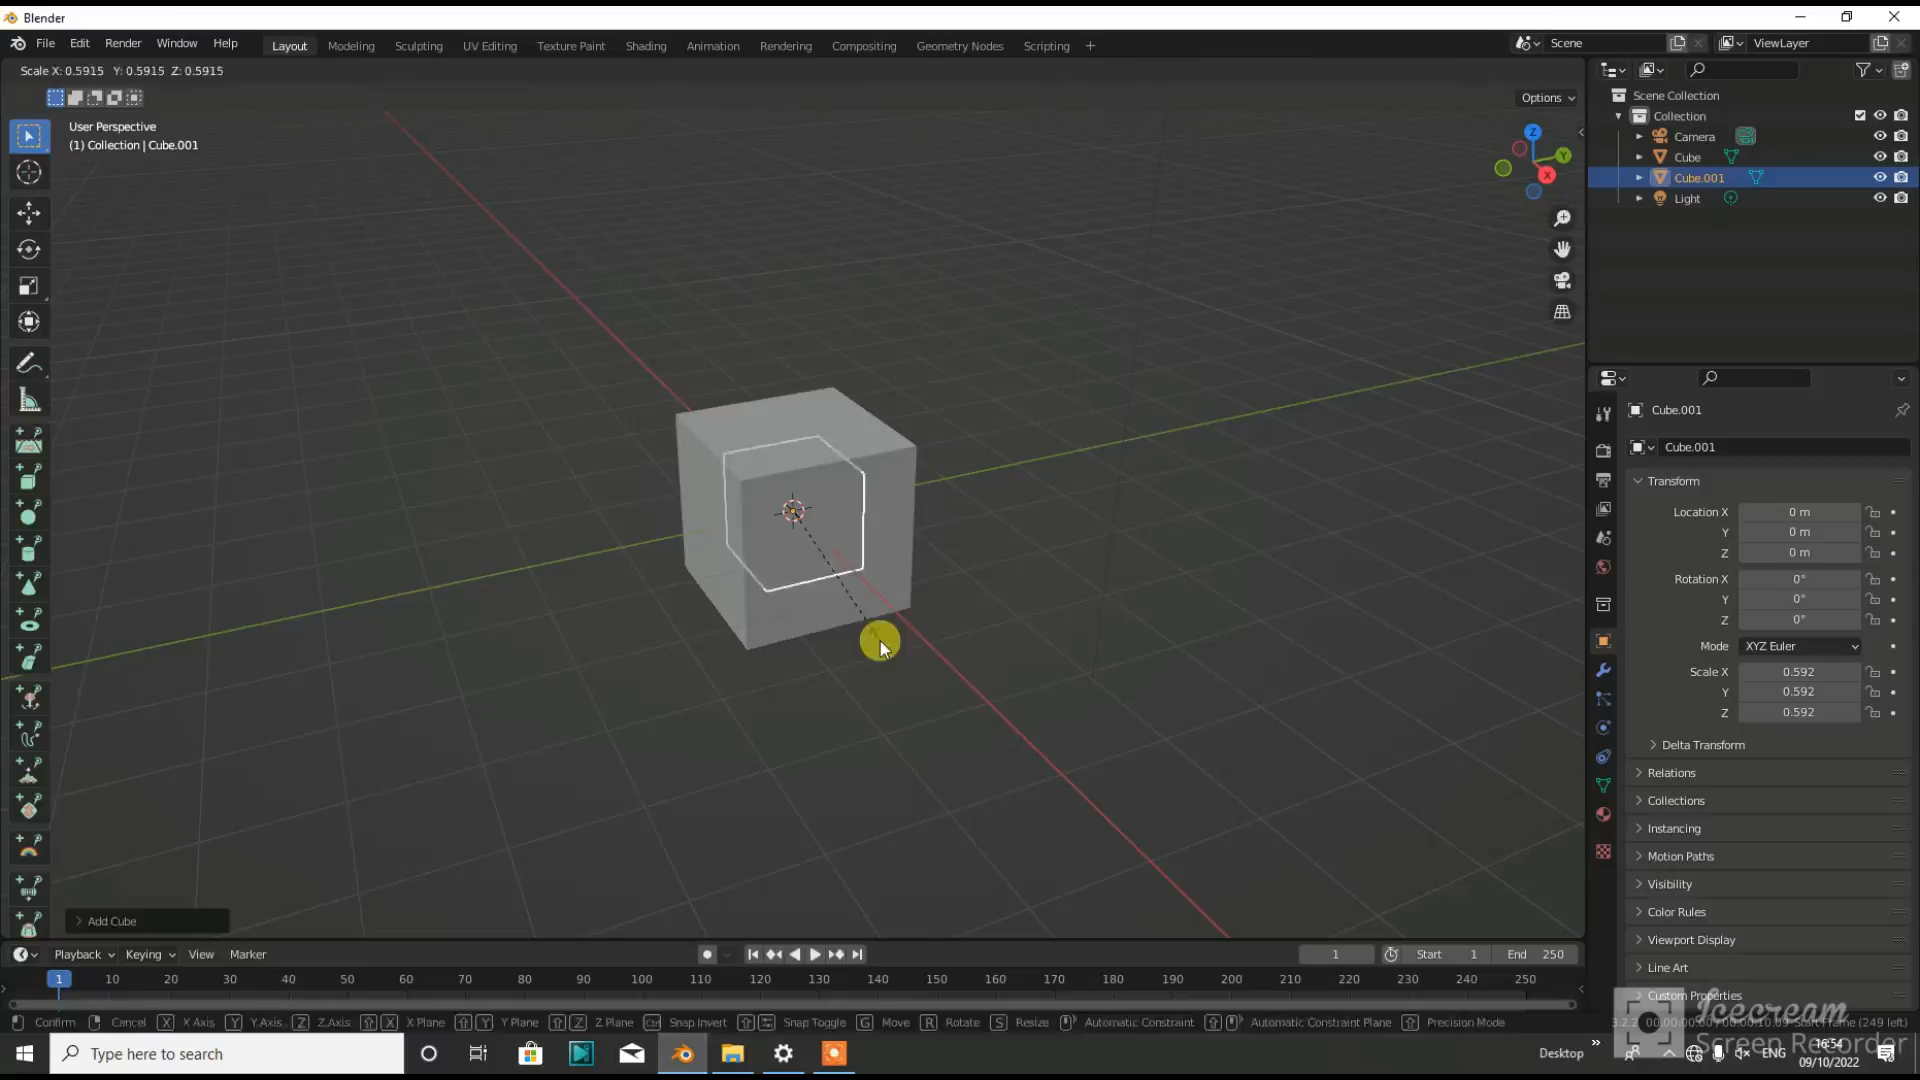 Blender
File Edit Render Window Help Layout Modeling Sculpting UV Editing Texture Paint Shading Animation Rendering Compositing Geometry Nodes Scripting + Scene ViewLayer
Scale X: 0.5915 Y: 0.5915 Z: 0.5915
Options
User Perspective
(1) Collection | Cube.001
Z
Y
X
Scene Collection
Collection
Camera
Cube
Cube.001
Light
Cube.001
Cube.001
Transform
Location X 0 m
Y 0 m
Z 0 m
Rotation X 0°
Y 0°
Z 0°
Mode XYZ Euler
Scale X 0.592
Y 0.592
Z 0.592
Delta Transform
Relations
Collections
Instancing
Motion Paths
Visibility
Color Rules
Viewport Display
Line Art
Custom Properties
Add Cube
Playback Keying View Marker 1 Start 1 End 250
1 10 20 30 40 50 60 70 80 90 100 110 120 130 140 150 160 170 180 190 200 210 220 230 240 250
Confirm Cancel X X Axis Y Y Axis Z Z Axis X X Plane Y Y Plane Z Z Plane Ctrl Snap Invert Snap Toggle G Move R Rotate S Resize Automatic Constraint Automatic Constraint Plane Precision Mode
Icecream
Screen Recorder
Type here to search
Desktop
ENG
16:54
09/10/2022